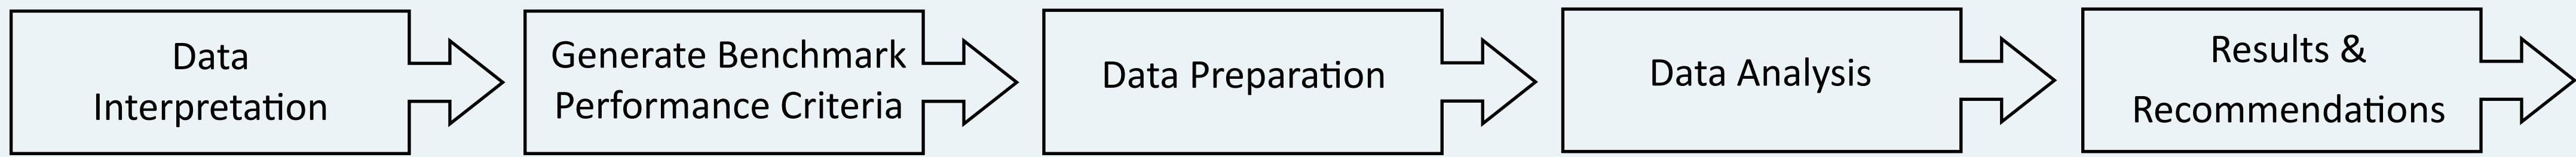 Data
Interpretation
Generate Benchmark
Performance Criteria
Data Preparation
Data Analysis
Results &
Recommendations